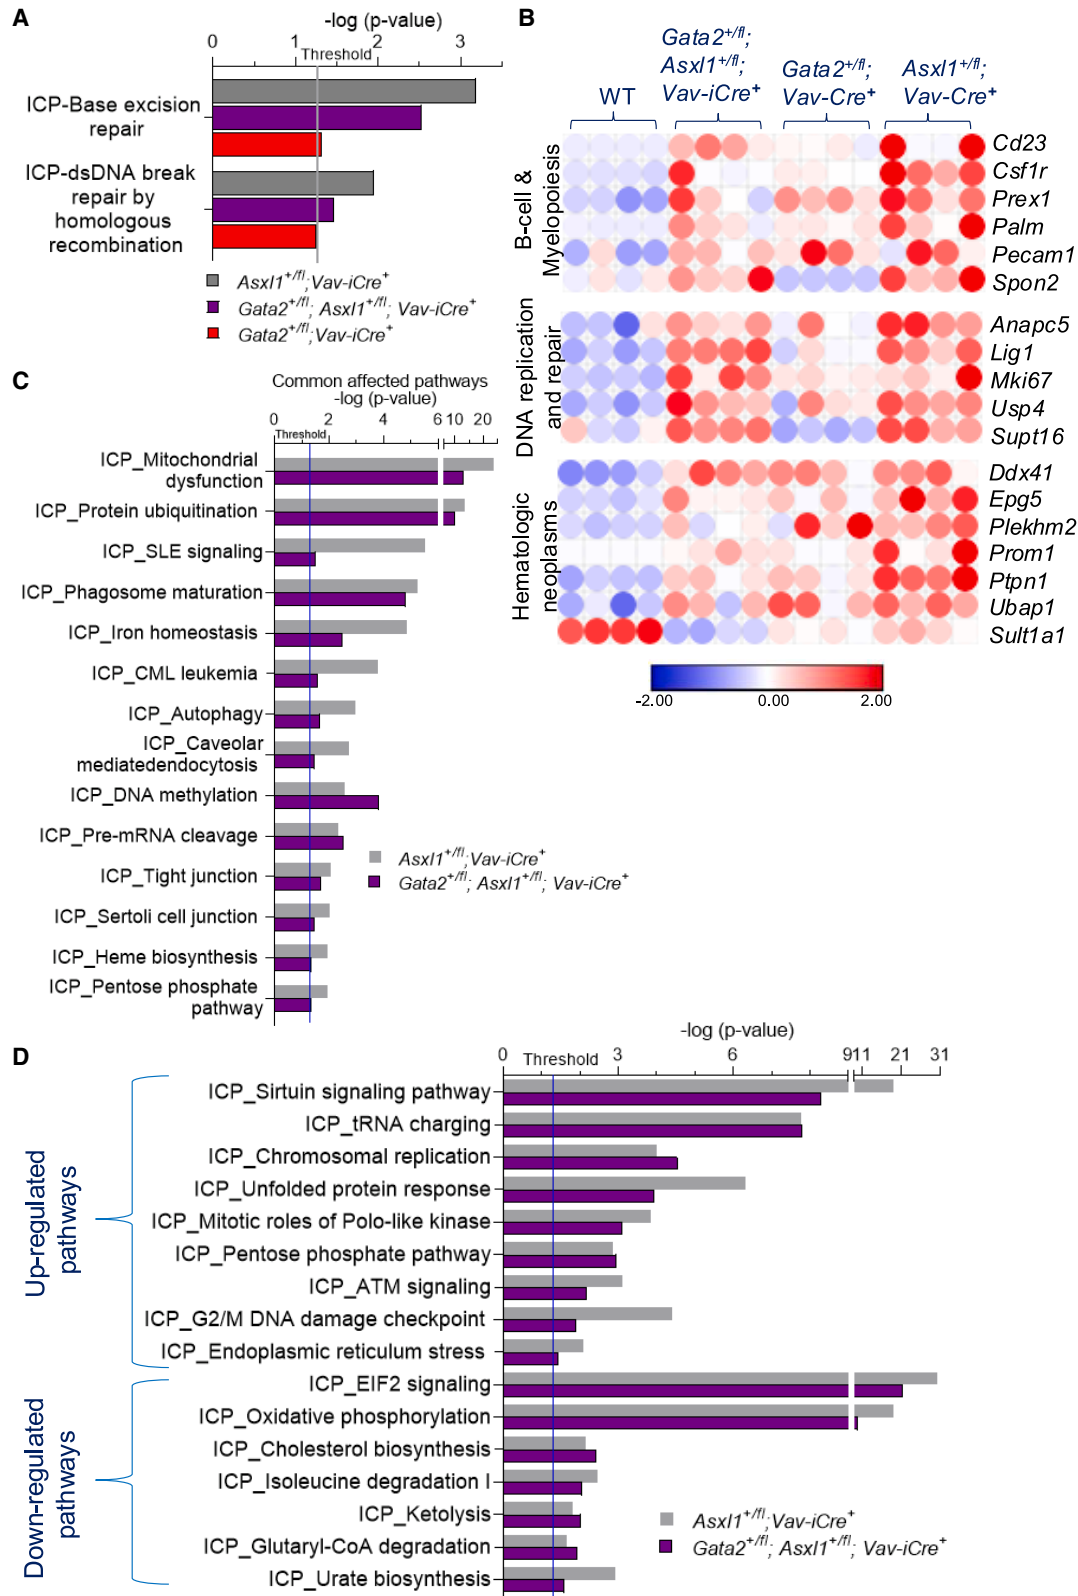 A
-log (p-value)
0 1 2 3
Threshold
ICP-Base excision
repair
ICP-dsDNA break
repair by
homologous
recombination
Asxl1+/fl;Vav-iCre+
Gata2+/fl; Asxl1+/fl; Vav-iCre+
Gata2+/fl;Vav-iCre+
B
WT
Gata2+/fl;
Asxl1+/fl;
Vav-iCre+
Gata2+/fl;
Vav-Cre+
Asxl1+/fl;
Vav-Cre+
B-cell &
Myelopoiesis
Cd23
Csf1r
Prex1
Palm
Pecam1
Spon2
DNA replication
and repair
Anapc5
Lig1
Mki67
Usp4
Supt16
Hematologic
neoplasms
Ddx41
Epg5
Plekhm2
Prom1
Ptpn1
Ubap1
Sult1a1
-2.00 0.00 2.00
C
Common affected pathways
-log (p-value)
0 2 4 6 10 20
Threshold
ICP_Mitochondrial
dysfunction
ICP_Protein ubiquitination
ICP_SLE signaling
ICP_Phagosome maturation
ICP_Iron homeostasis
ICP_CML leukemia
ICP_Autophagy
ICP_Caveolar
mediatedendocytosis
ICP_DNA methylation
ICP_Pre-mRNA cleavage
ICP_Tight junction
ICP_Sertoli cell junction
ICP_Heme biosynthesis
ICP_Pentose phosphate
pathway
Asxl1+/fl;Vav-iCre+
Gata2+/fl; Asxl1+/fl; Vav-iCre+
D
-log (p-value)
0 Threshold 3 6 9 11 21 31
Up-regulated
pathways
ICP_Sirtuin signaling pathway
ICP_tRNA charging
ICP_Chromosomal replication
ICP_Unfolded protein response
ICP_Mitotic roles of Polo-like kinase
ICP_Pentose phosphate pathway
ICP_ATM signaling
ICP_G2/M DNA damage checkpoint
ICP_Endoplasmic reticulum stress
Down-regulated
pathways
ICP_EIF2 signaling
ICP_Oxidative phosphorylation
ICP_Cholesterol biosynthesis
ICP_Isoleucine degradation I
ICP_Ketolysis
ICP_Glutaryl-CoA degradation
ICP_Urate biosynthesis
Asxl1+/fl;Vav-iCre+
Gata2+/fl; Asxl1+/fl; Vav-iCre+